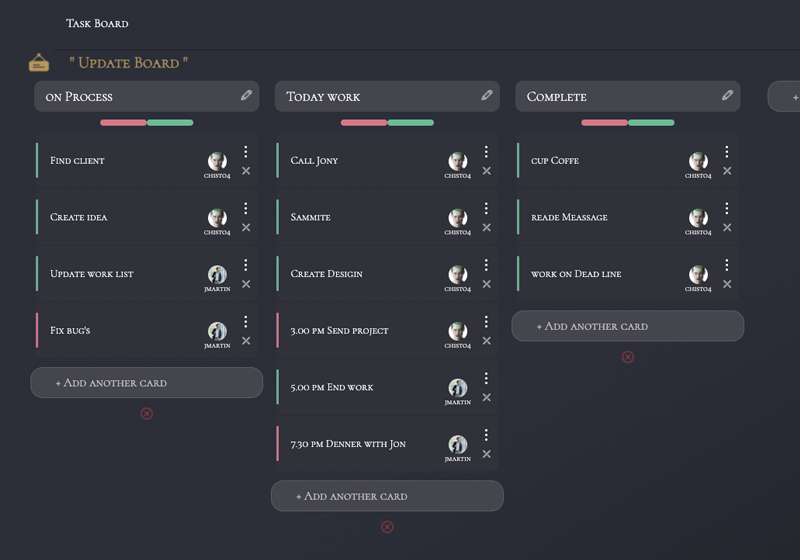 Task Board
" Update Board "
on Process
Find client
chisto4
Create idea
chisto4
Update work list
jmartin
Fix bug's
jmartin
+ Add another card
Today work
Call Jony
chisto4
Sammite
chisto4
Create Desigin
chisto4
3.00 pm Send project
chisto4
5.00 pm End work
jmartin
7.30 pm Denner with Jon
jmartin
+ Add another card
Complete
cup Coffe
chisto4
reade Meassage
chisto4
work on Dead line
chisto4
+ Add another card
+